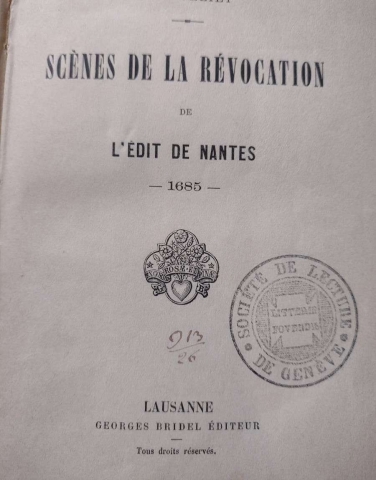 SCÈNES DE LA RÉVOCATION
DE
L'ÉDIT DE NANTES
— 1685 —
913
26
SOCIÉTÉ DE LECTURE
DE GENÈVE
LAUSANNE
GEORGES BRIDEL ÉDITEUR
Tous droits réservés.